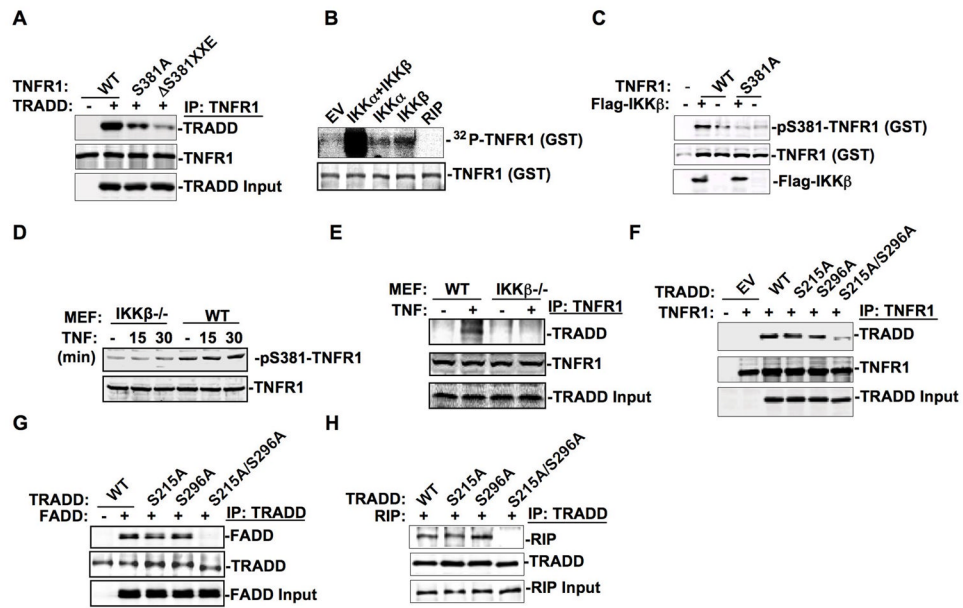 A
TNFR1: WT S381A ΔS381XXE
TRADD: - + + + IP: TNFR1
-TRADD
-TNFR1
-TRADD Input
B
EV IKKα+IKKβ IKKα IKKβ RIP
- ³²P-TNFR1 (GST)
-TNFR1 (GST)
C
TNFR1: - WT S381A
Flag-IKKβ: + - + -
-pS381-TNFR1 (GST)
-TNFR1 (GST)
-Flag-IKKβ
D
MEF: IKKβ-/- WT
TNF: - 15 30 - 15 30
(min)
-pS381-TNFR1
-TNFR1
E
MEF: WT IKKβ-/-
TNF: - + - + IP: TNFR1
-TRADD
-TNFR1
-TRADD Input
F
TRADD: EV WT S215A S296A S215A/S296A
TNFR1: - + + + + + IP: TNFR1
-TRADD
-TNFR1
-TRADD Input
G
TRADD: WT S215A S296A S215A/S296A
FADD: - + + + + IP: TRADD
-FADD
-TRADD
-FADD Input
H
TRADD: WT S215A S296A S215A/S296A
RIP: + + + + IP: TRADD
-RIP
-TRADD
-RIP Input